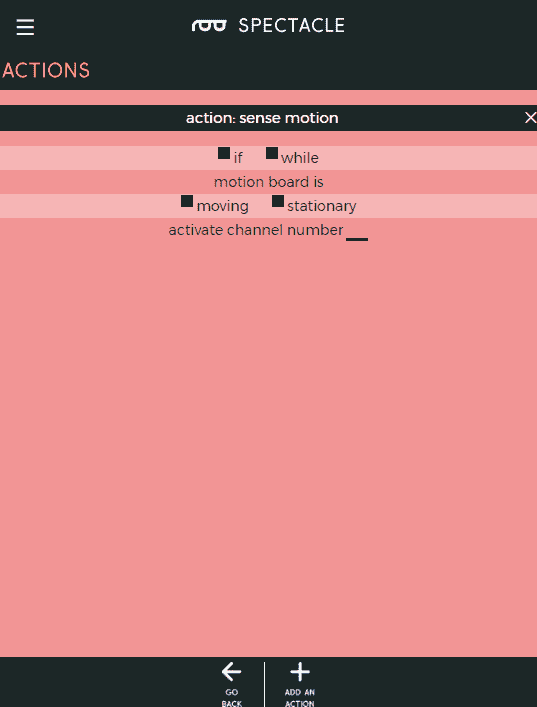 SPECTACLE
ACTIONS
action: sense motion
if while
motion board is
moving stationary
activate channel number
GO BACK
ADD AN ACTION